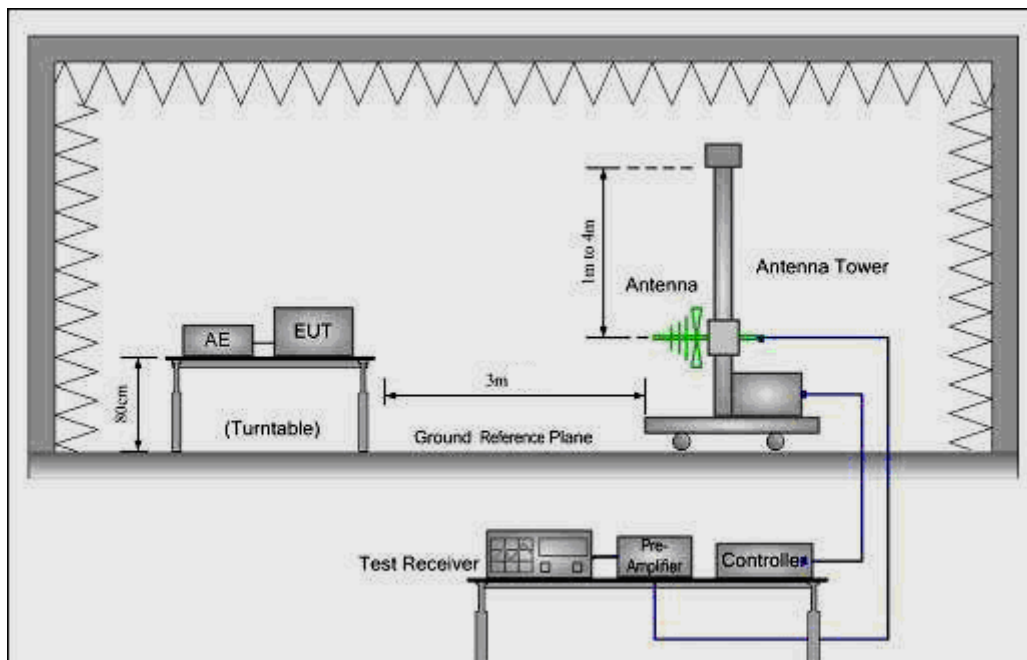 1m to 4m
Antenna Tower
Antenna
AE
EUT
3m
80cm
(Turntable)
Ground Reference Plane
Test Receiver
Pre-
Amplifier
Controller